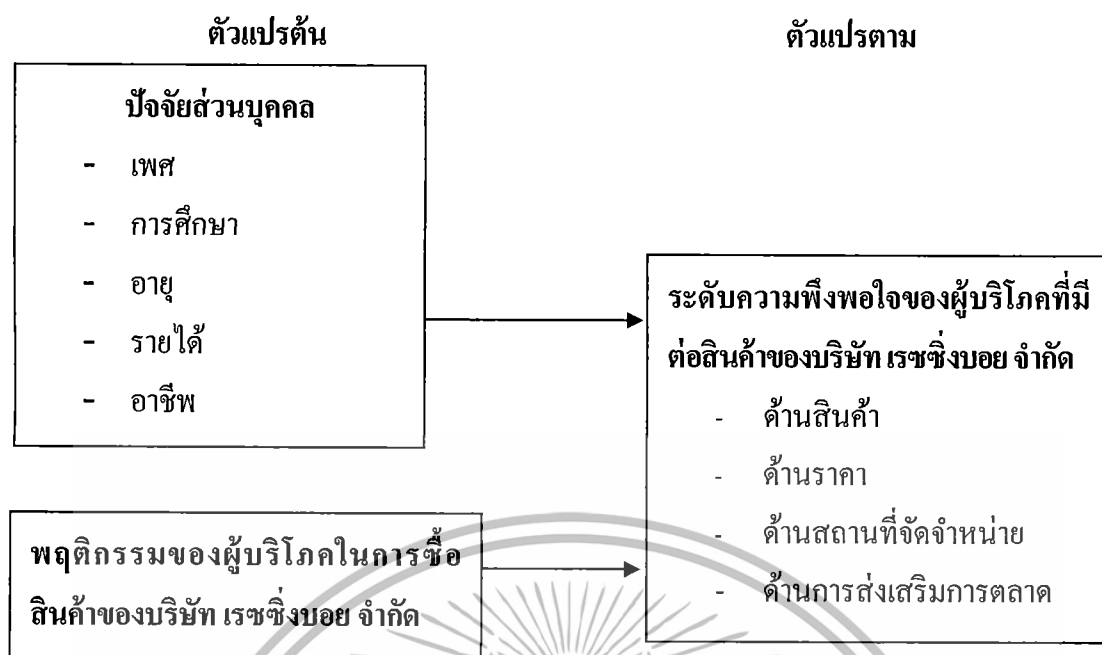 ตัวแปรต้น
ตัวแปรตาม
ปัจจัยส่วนบุคคล
- เพศ
- การศึกษา
- อายุ
- รายได้
- อาชีพ
ระดับความพึงพอใจของผู้บริโภคที่มี
ต่อสินค้าของบริษัท เรซซิ่งบอย จำกัด
- ด้านสินค้า
- ด้านราคา
- ด้านสถานที่จัดจำหน่าย
- ด้านการส่งเสริมการตลาด
พฤติกรรมของผู้บริโภคในการซื้อ
สินค้าของบริษัท เรซซิ่งบอย จำกัด